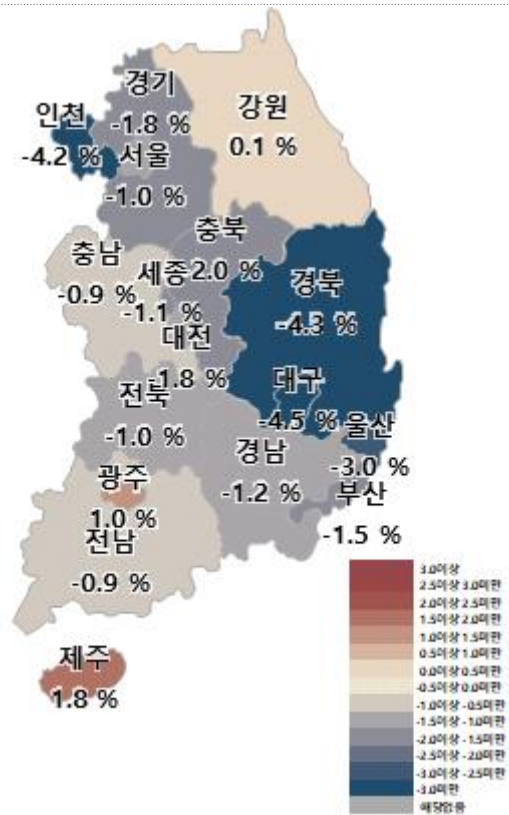 경기
-1.8 %
강원
0.1 %
인천
-4.2 %
서울
-1.0 %
충북
2.0 %
충남
-0.9 %
세종
-1.1 %
경북
-4.3 %
대전
1.8 %
대구
-4.5 %
전북
-1.0 %
울산
-3.0 %
경남
-1.2 %
부산
-1.5 %
광주
1.0 %
전남
-0.9 %
제주
1.8 %
3.0이상
2.5이상 3.0미만
2.0이상 2.5미만
1.5이상 2.0미만
1.0이상 1.5미만
0.5이상 1.0미만
0.0이상 0.5미만
-0.5이상 0.0미만
-1.0이상 -0.5미만
-1.5이상 -1.0미만
-2.0이상 -1.5미만
-2.5이상 -2.0미만
-3.0이상 -2.5미만
-3.0미만
해당없음